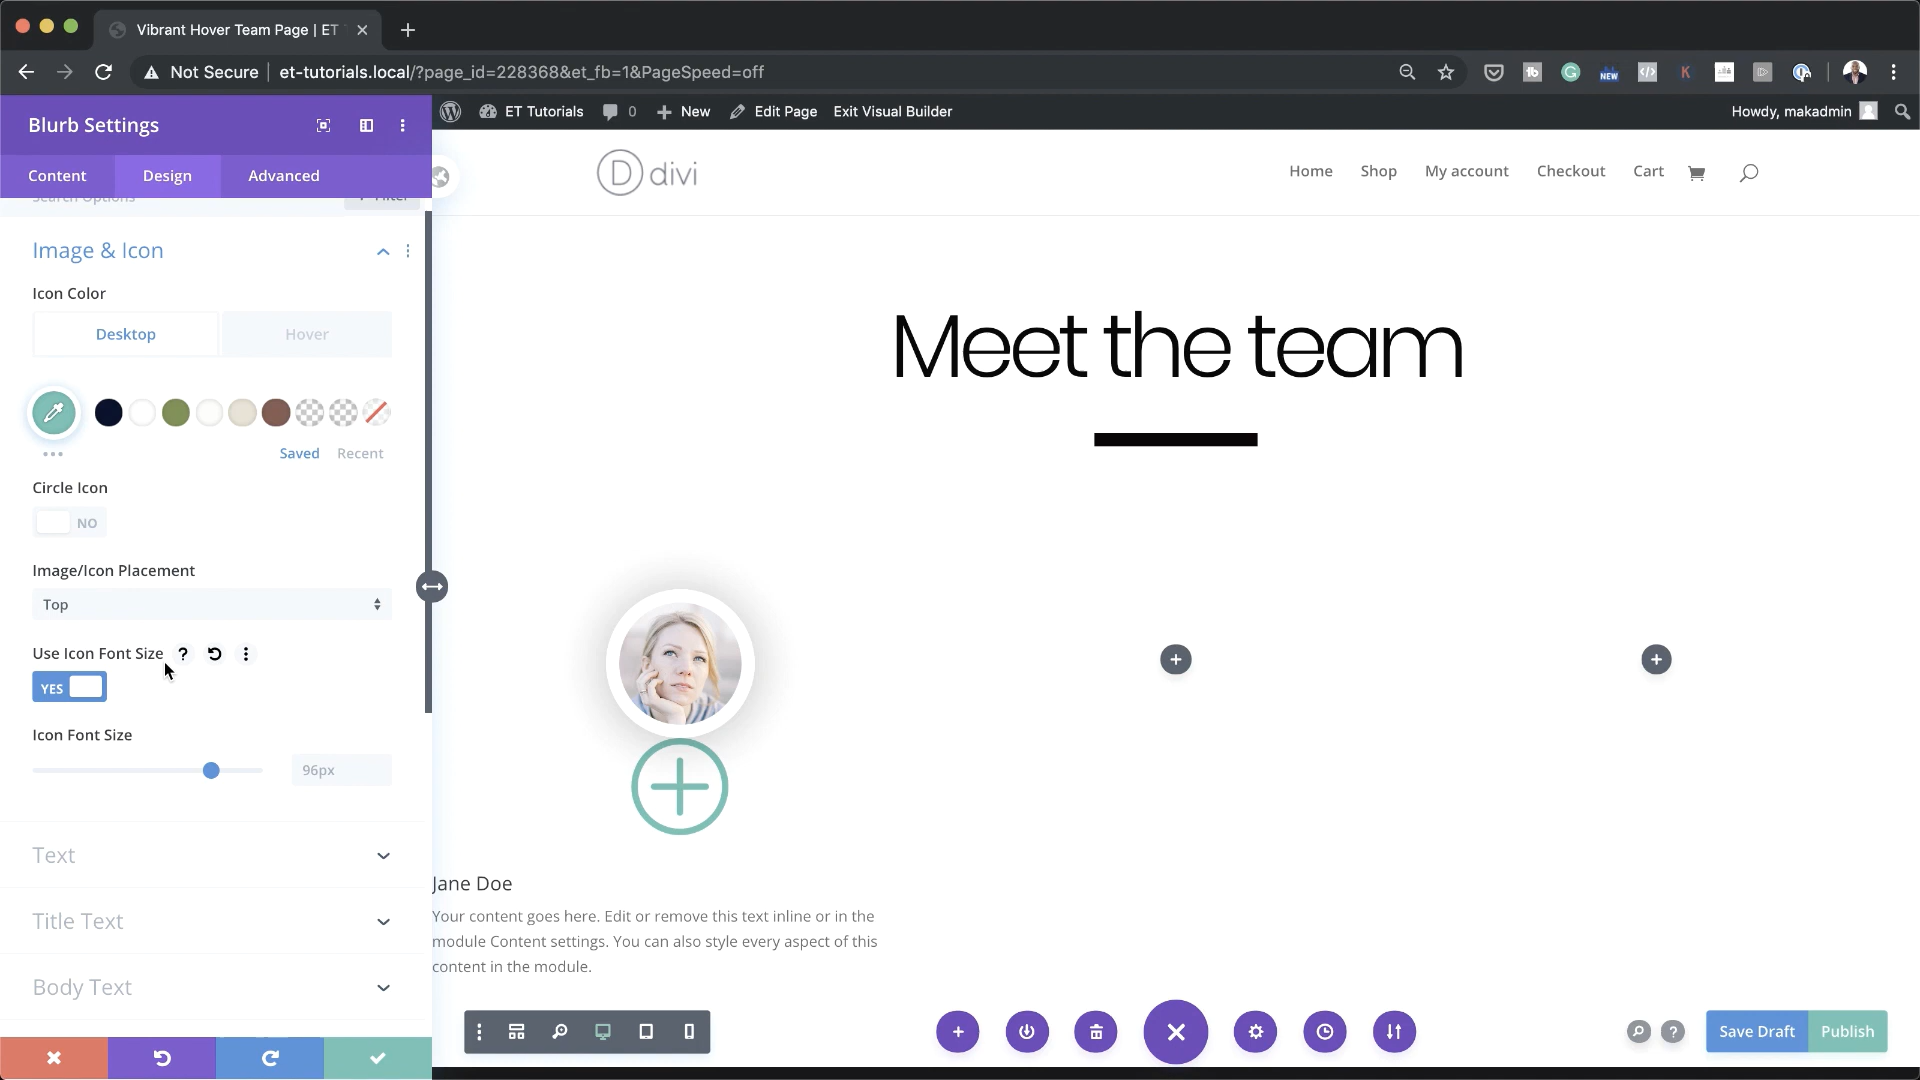 Vibrant Hover Team Page | ET
Not Secure
et-tutorials.local/?page_id=228368&et_fb=1&PageSpeed=off
NEW
Blurb Settings
ET Tutorials
0
New
Edit Page
Exit Visual Builder
Howdy, makadmin
Content
Design
Advanced
Search Options
Filter
D divi
Home
Shop
My account
Checkout
Cart
Image & Icon
Icon Color
Desktop
Hover
Saved
Recent
Circle Icon
NO
Image/Icon Placement
Top
Use Icon Font Size
?
YES
Icon Font Size
96px
Text
Title Text
Body Text
Meet the team
Jane Doe
Your content goes here. Edit or remove this text inline or in the
module Content settings. You can also style every aspect of this
content in the module.
?
Save Draft
Publish